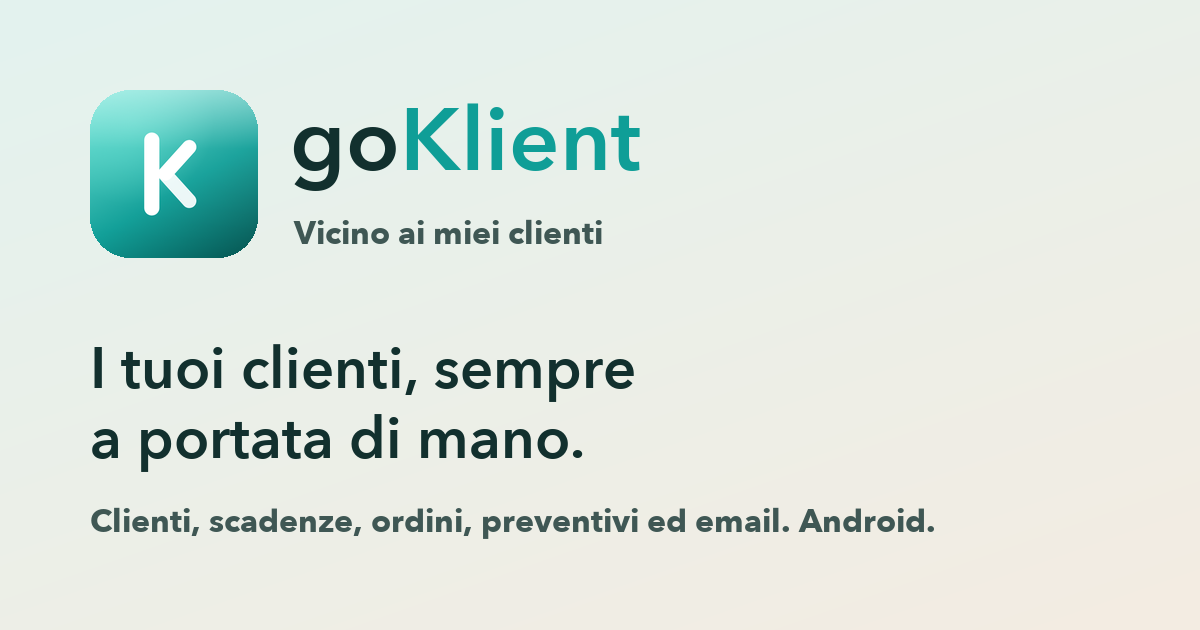 K
goKlient
Vicino ai miei clienti
I tuoi clienti, sempre
a portata di mano.
Clienti, scadenze, ordini, preventivi ed email. Android.